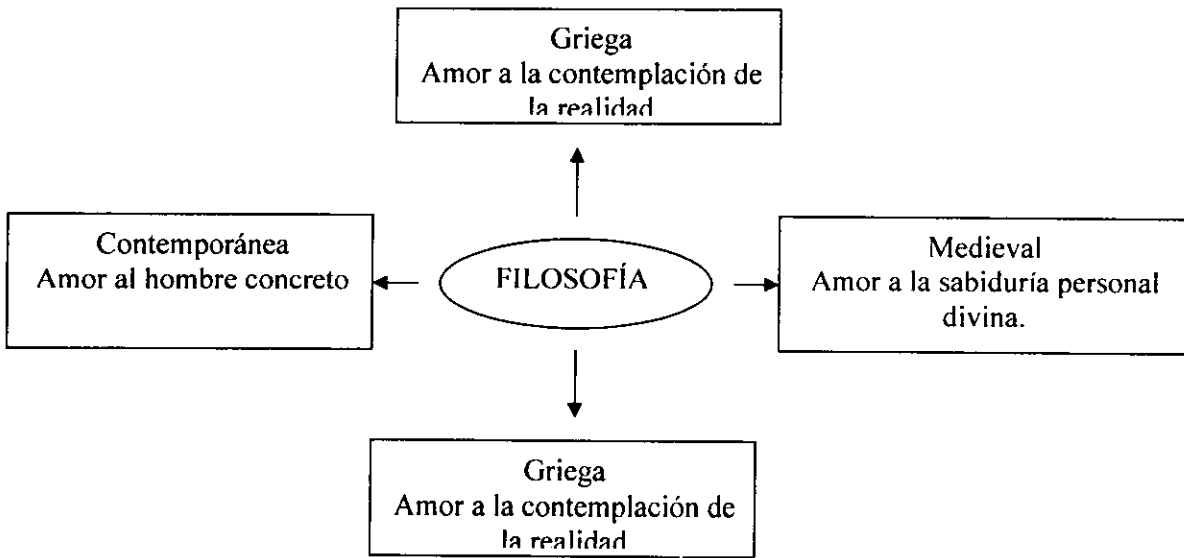 Griega
Amor a la contemplación de
la realidad
Contemporánea
Amor al hombre concreto
FILOSOFÍA
Medieval
Amor a la sabiduría personal
divina.
Griega
Amor a la contemplación de
la realidad